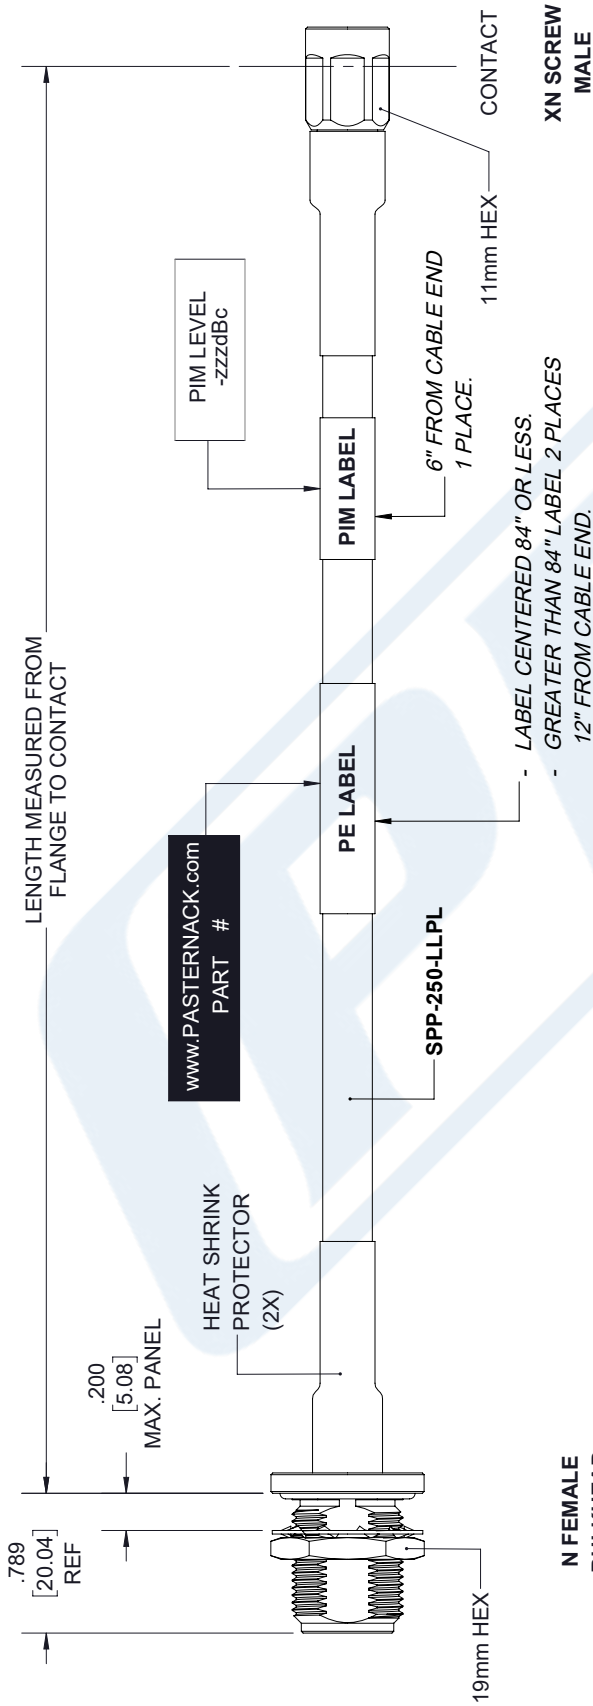 LENGTH MEASURED FROM
FLANGE TO CONTACT
.789
[20.04]
REF
.200
[5.08]
MAX. PANEL
HEAT SHRINK
PROTECTOR
(2X)
www.PASTERNACK.com
PART #
PIM LEVEL
-zzzdBc
PE LABEL
PIM LABEL
SPP-250-LLPL
6" FROM CABLE END
1 PLACE.
19mm HEX
11mm HEX
CONTACT
- LABEL CENTERED 84" OR LESS.
- GREATER THAN 84" LABEL 2 PLACES
12" FROM CABLE END.
N FEMALE
XN SCREW
MALE